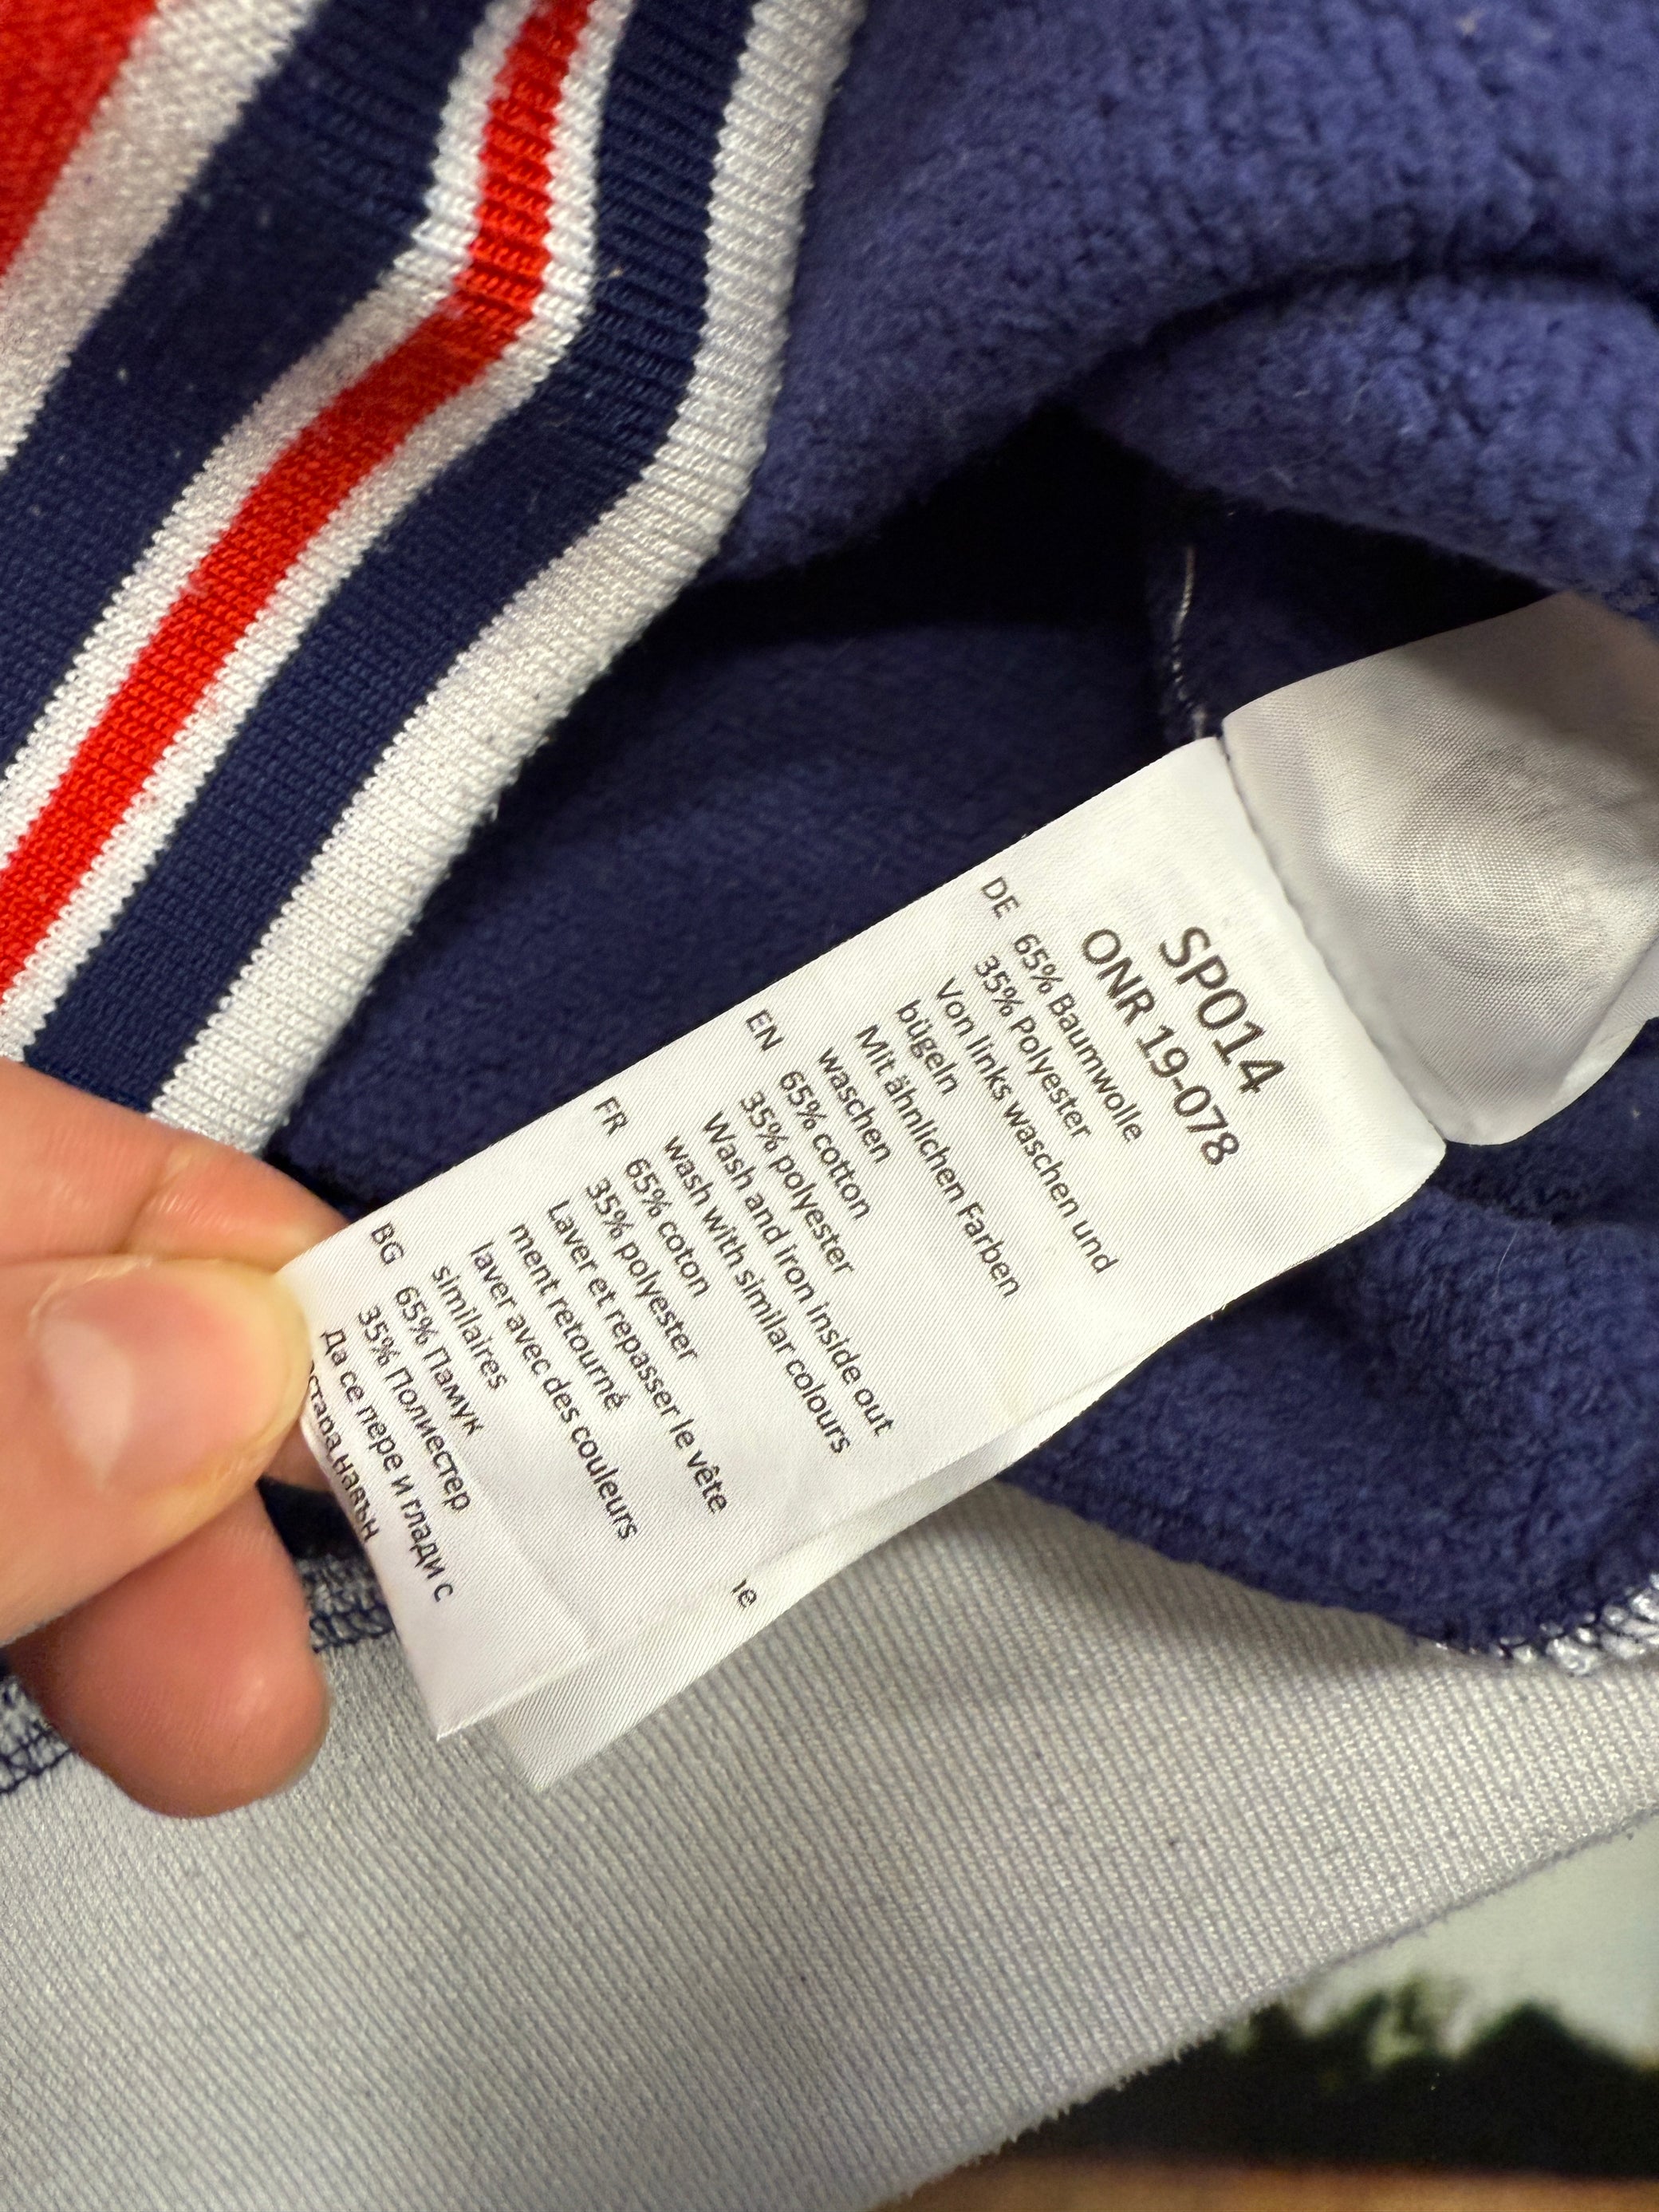 SP014
ONR 19-078
DE 65% Baumwolle
35% Polyester
Von links waschen und
bügeln
Mit ähnlichen Farben
waschen
EN 65% cotton
35% polyester
Wash and iron inside out
wash with similar colours
FR 65% coton
35% polyester
Laver et repasser le vête
ment retourné
laver avec des couleurs
similaires
BG 65% Памук
35% Полиестер
Да се пере и глади с
навън